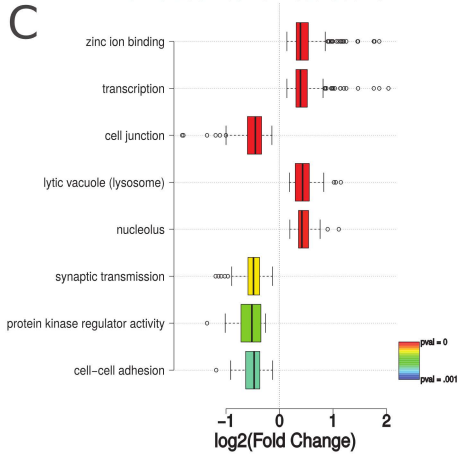 C
zinc ion binding
transcription
cell junction
lytic vacuole (lysosome)
nucleolus
synaptic transmission
protein kinase regulator activity
cell−cell adhesion
pval = 0
pval = .001
−1 0 1 2
log2(Fold Change)